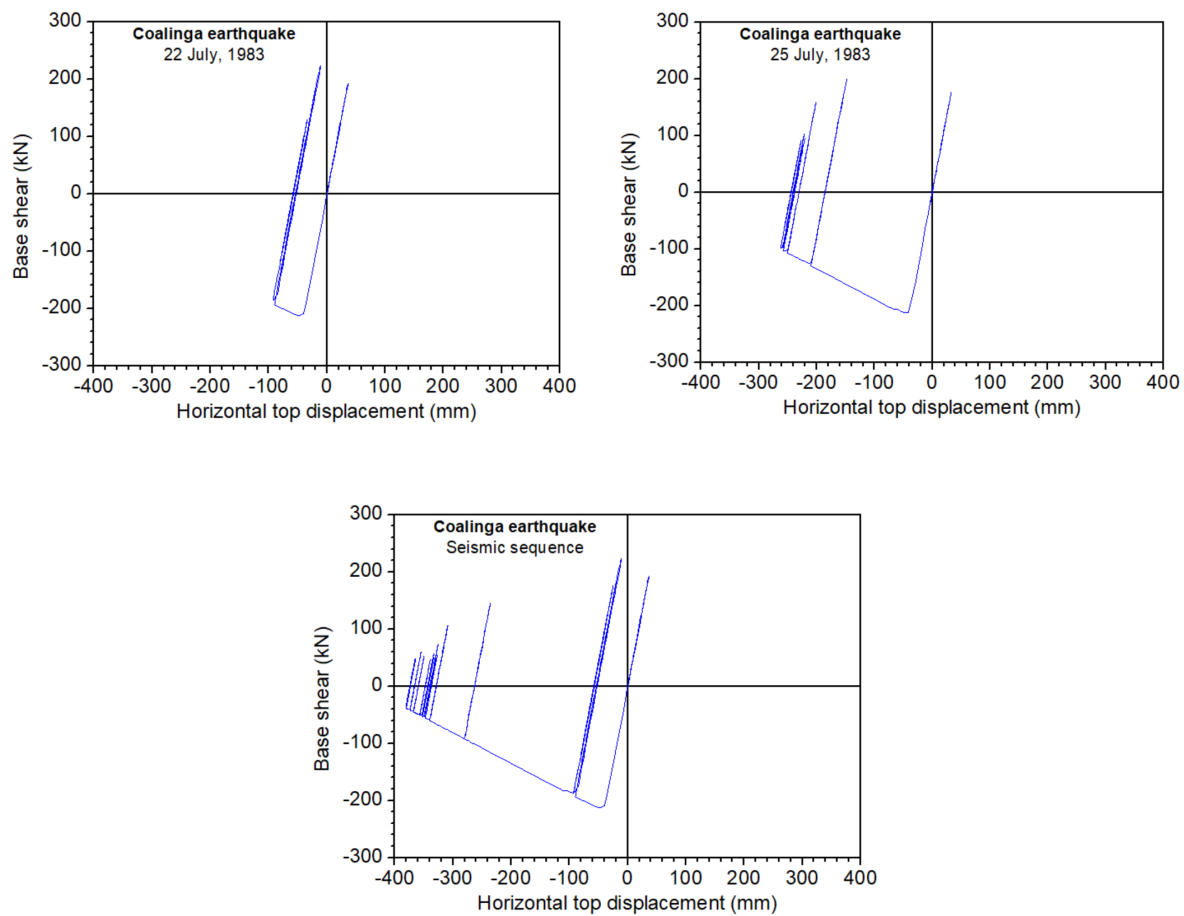 Coalinga earthquake
22 July, 1983
300
200
100
0
-100
-200
-300
Base shear (kN)
-400 -300 -200 -100 0 100 200 300 400
Horizontal top displacement (mm)
Coalinga earthquake
25 July, 1983
300
200
100
0
-100
-200
-300
Base shear (kN)
-400 -300 -200 -100 0 100 200 300 400
Horizontal top displacement (mm)
Coalinga earthquake
Seismic sequence
300
200
100
0
-100
-200
-300
Base shear (kN)
-400 -300 -200 -100 0 100 200 300 400
Horizontal top displacement (mm)